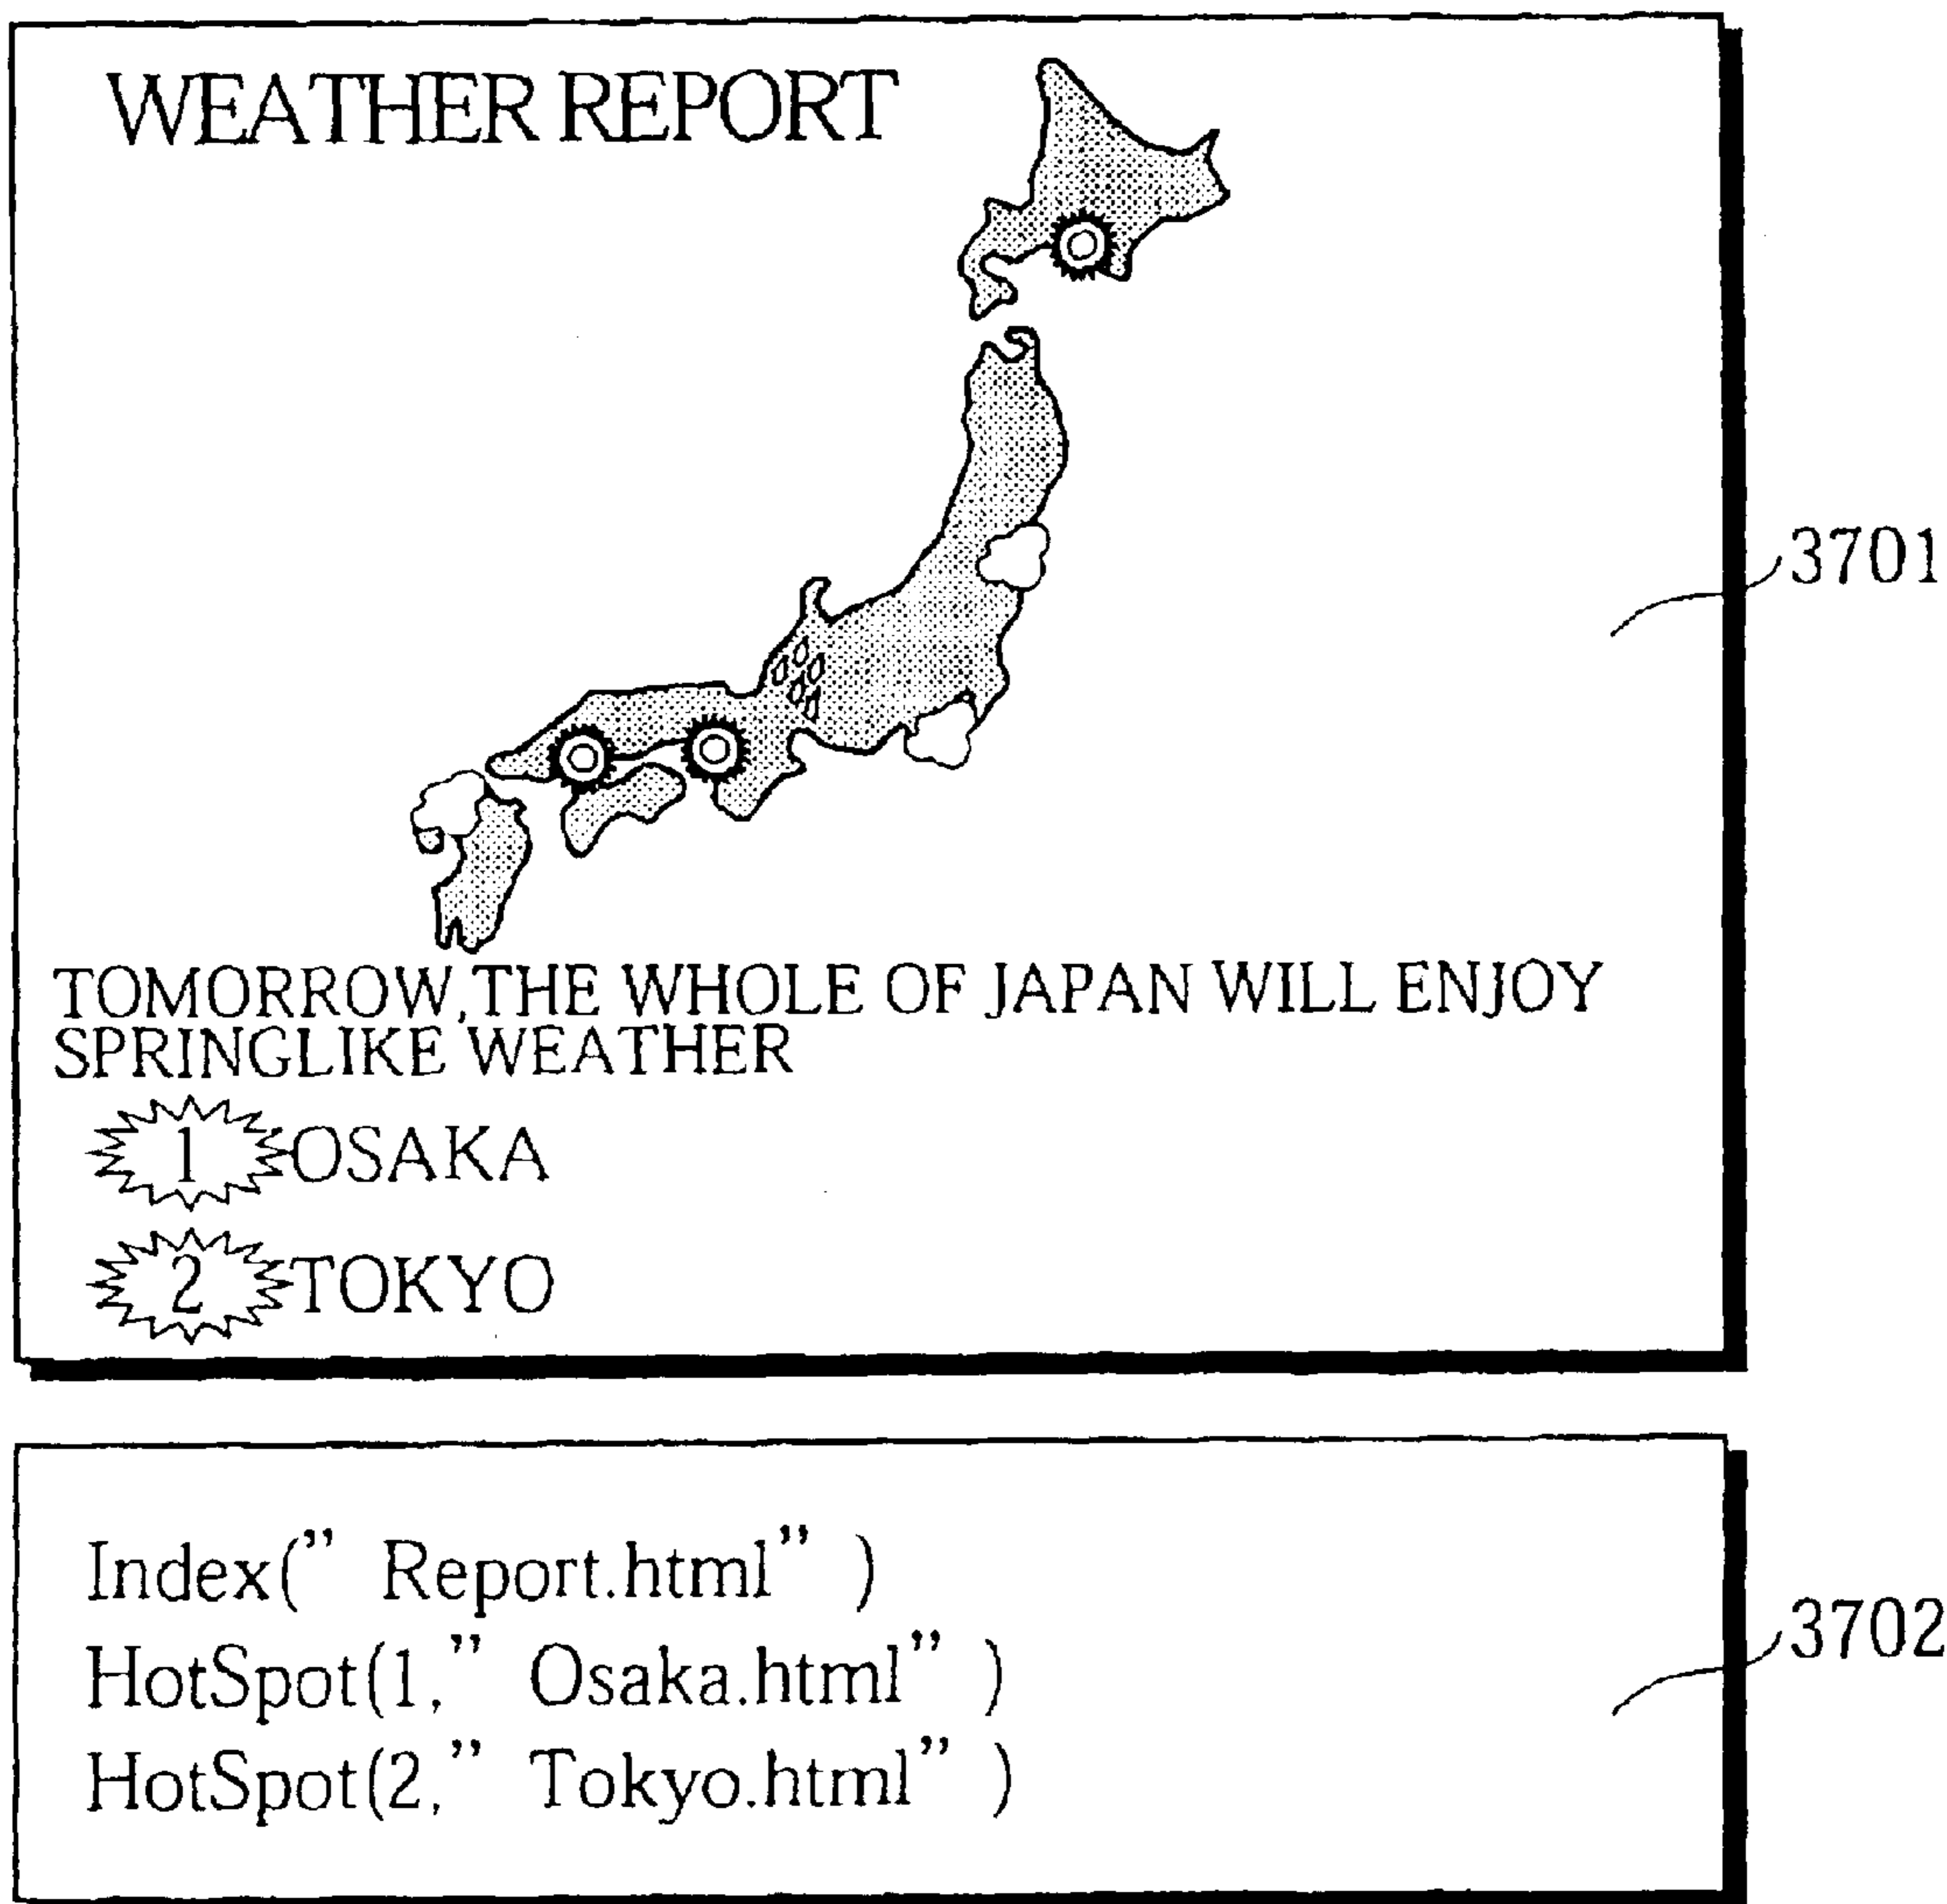 WEATHER REPORT
3701
TOMORROW, THE WHOLE OF JAPAN WILL ENJOY
SPRINGLIKE WEATHER
1 OSAKA
2 TOKYO
Index(” Report.html” )
HotSpot(1,” Osaka.html” )
HotSpot(2,” Tokyo.html” )
3702